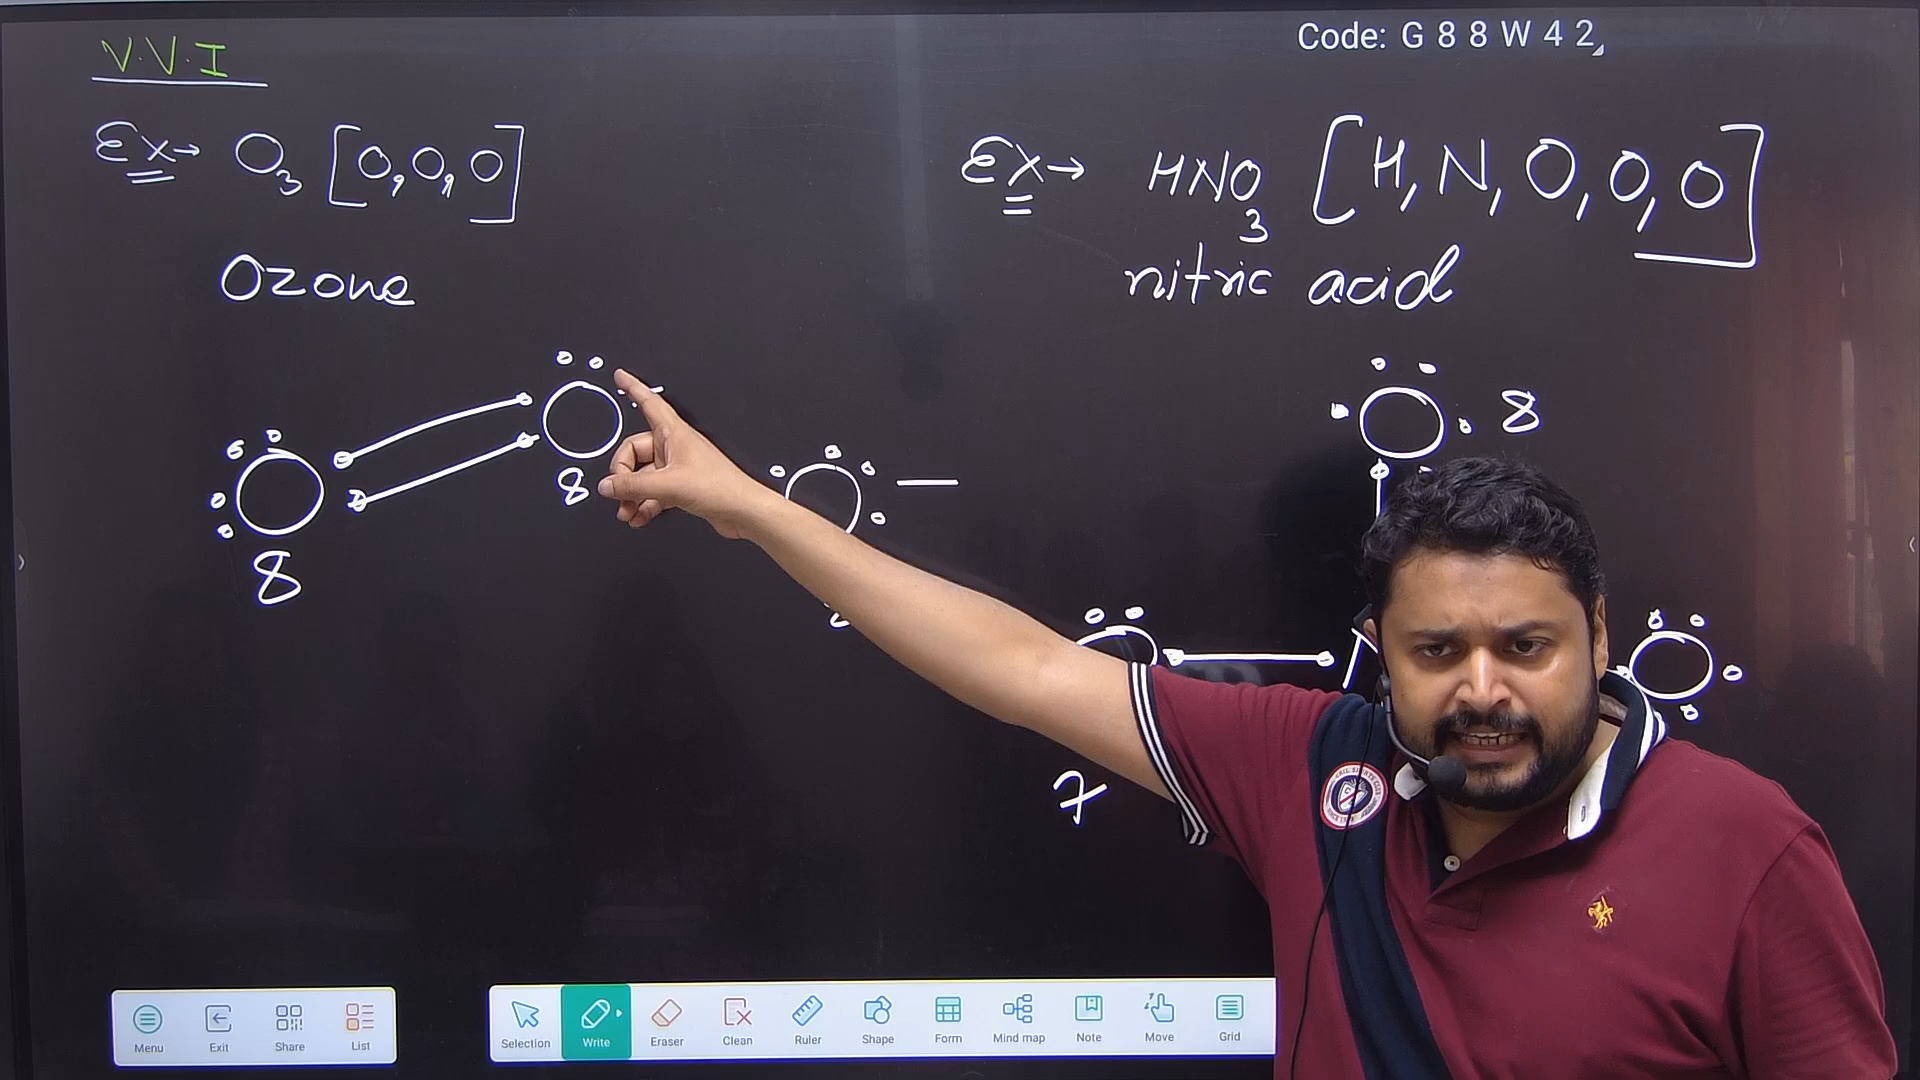 V.V.I
Code: G 8 8 W 4 2
Ex→ O3 [O, O, O]
Ex→ HNO3 [H, N, O, O, O]
Ozone
nitric acid
8
8
8
7
Menu Exit Share List
Selection Write Eraser Clean Ruler Shape Form Mind map Note Move Grid